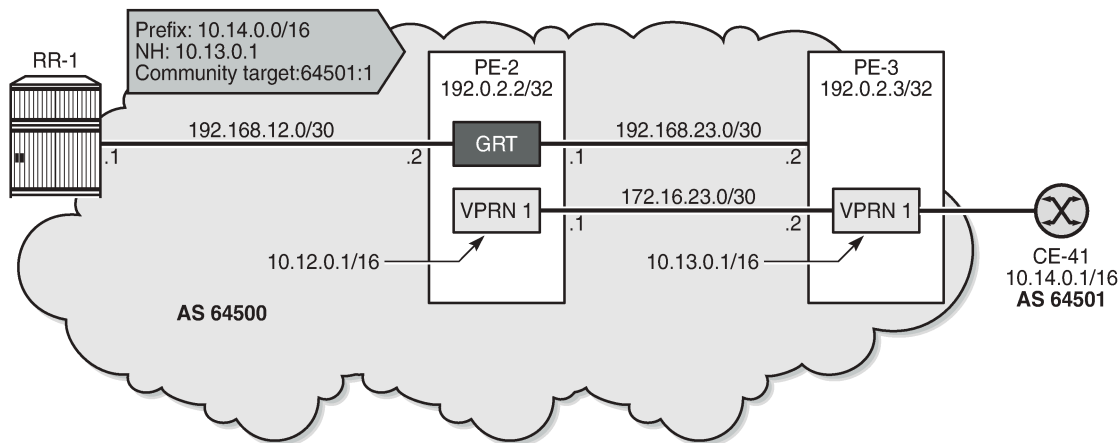 Prefix: 10.14.0.0/16
NH: 10.13.0.1
Community target:64501:1
RR-1
PE-2
192.0.2.2/32
PE-3
192.0.2.3/32
192.168.12.0/30
GRT
192.168.23.0/30
.1
.2
.1
.2
VPRN 1
172.16.23.0/30
VPRN 1
.1
.2
10.12.0.1/16
10.13.0.1/16
CE-41
10.14.0.1/16
AS 64501
AS 64500